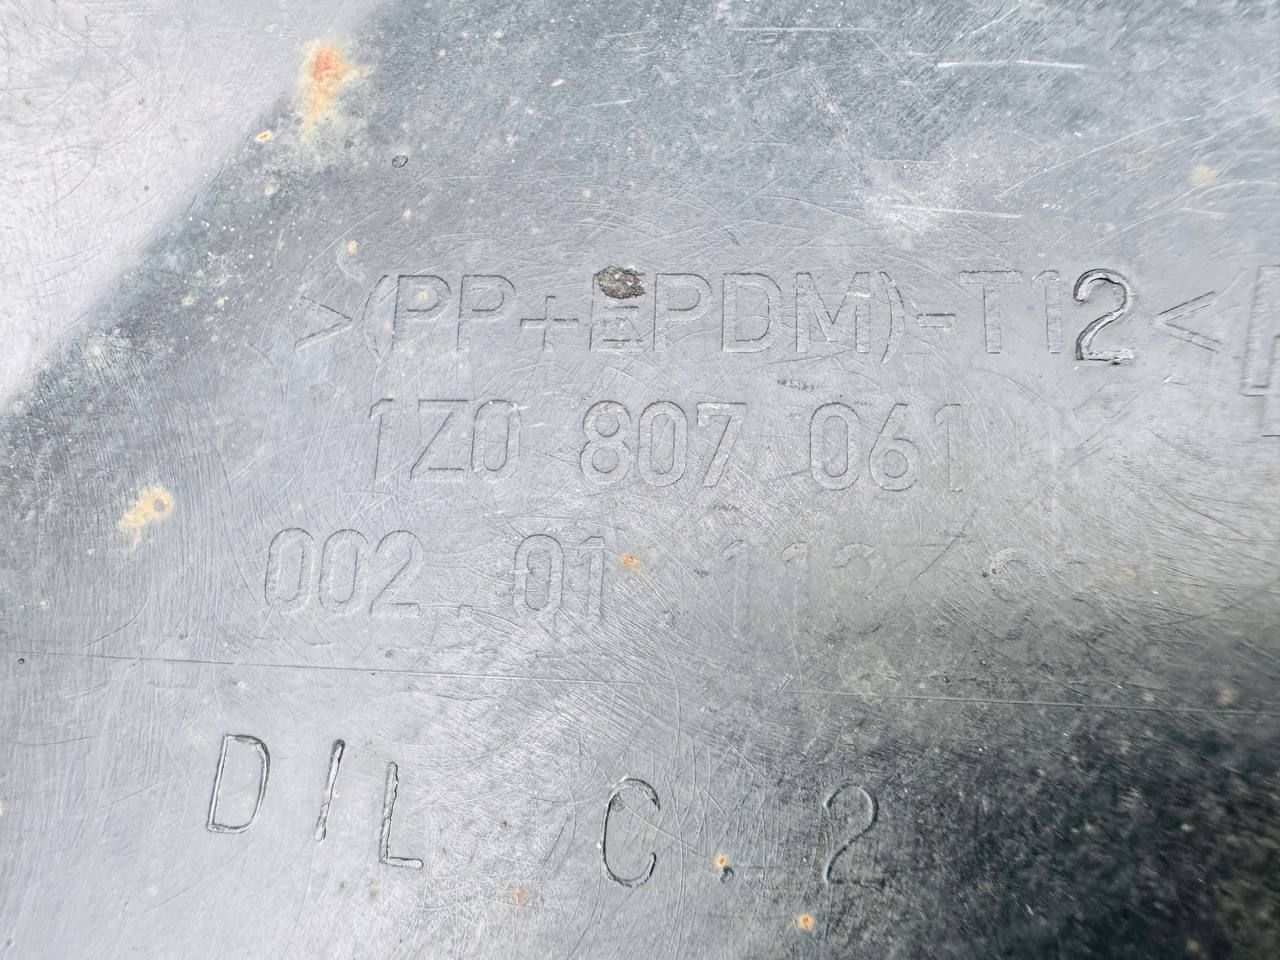 >(PP+EPDM)-T12<
1Z0 807 061
002.01
DIL C.2